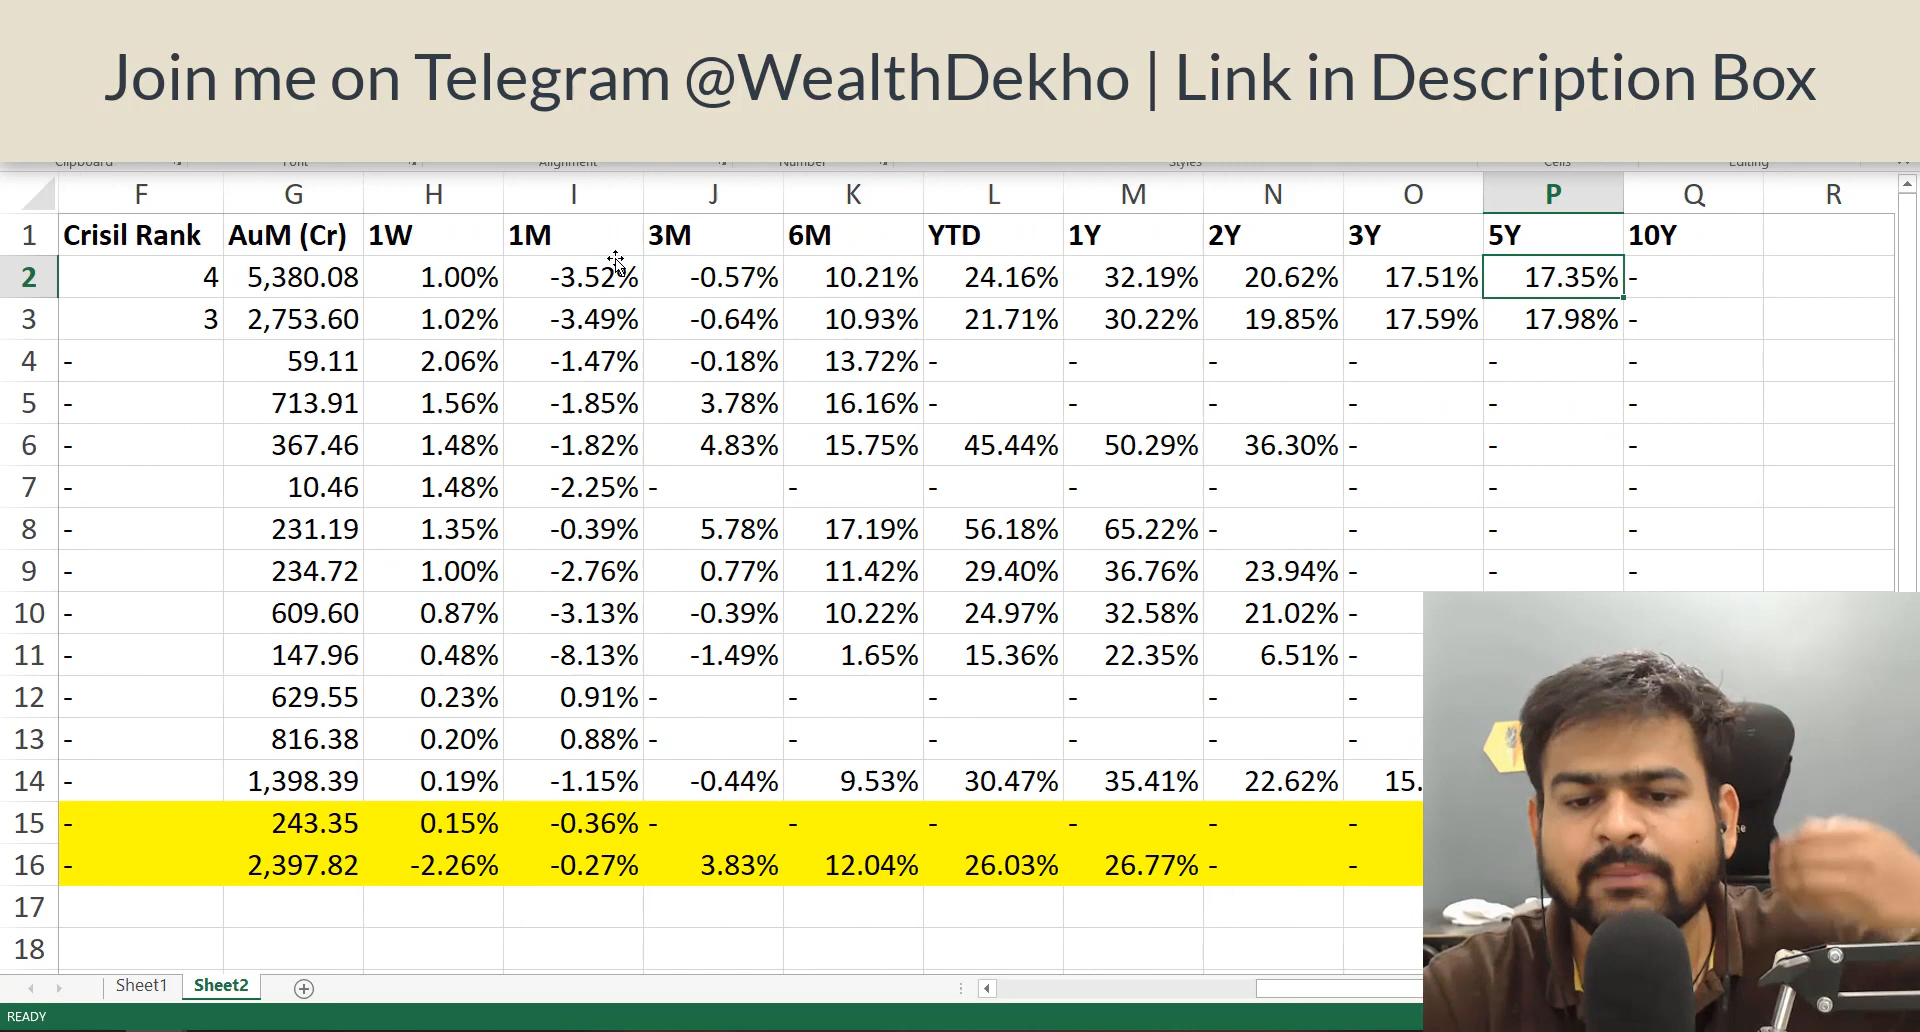 Join me on Telegram @WealthDekho | Link in Description Box
Clipboard Font Alignment Number Styles Cells Editing
F G H I J K L M N O P Q R
1 Crisil Rank AuM (Cr) 1W 1M 3M 6M YTD 1Y 2Y 3Y 5Y 10Y
2 4 5,380.08 1.00% -3.52% -0.57% 10.21% 24.16% 32.19% 20.62% 17.51% 17.35% -
3 3 2,753.60 1.02% -3.49% -0.64% 10.93% 21.71% 30.22% 19.85% 17.59% 17.98% -
4 - 59.11 2.06% -1.47% -0.18% 13.72% - - - - - -
5 - 713.91 1.56% -1.85% 3.78% 16.16% - - - - - -
6 - 367.46 1.48% -1.82% 4.83% 15.75% 45.44% 50.29% 36.30% - - -
7 - 10.46 1.48% -2.25% - - - - - - - -
8 - 231.19 1.35% -0.39% 5.78% 17.19% 56.18% 65.22% - - - -
9 - 234.72 1.00% -2.76% 0.77% 11.42% 29.40% 36.76% 23.94% - - -
10 - 609.60 0.87% -3.13% -0.39% 10.22% 24.97% 32.58% 21.02% -
11 - 147.96 0.48% -8.13% -1.49% 1.65% 15.36% 22.35% 6.51% -
12 - 629.55 0.23% 0.91% - - - - - -
13 - 816.38 0.20% 0.88% - - - - - -
14 - 1,398.39 0.19% -1.15% -0.44% 9.53% 30.47% 35.41% 22.62% 15.
15 - 243.35 0.15% -0.36% - - - - - -
16 - 2,397.82 -2.26% -0.27% 3.83% 12.04% 26.03% 26.77% - -
17
18
Sheet1 Sheet2
READY